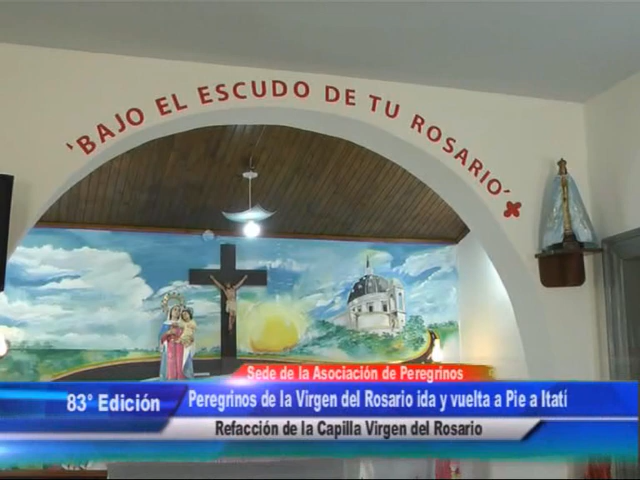 'BAJO EL ESCUDO DE TU ROSARIO'
Sede de la Asociación de Peregrinos
83° Edición
Peregrinos de la Virgen del Rosario ida y vuelta a Pie a Itatí
Refacción de la Capilla Virgen del Rosario